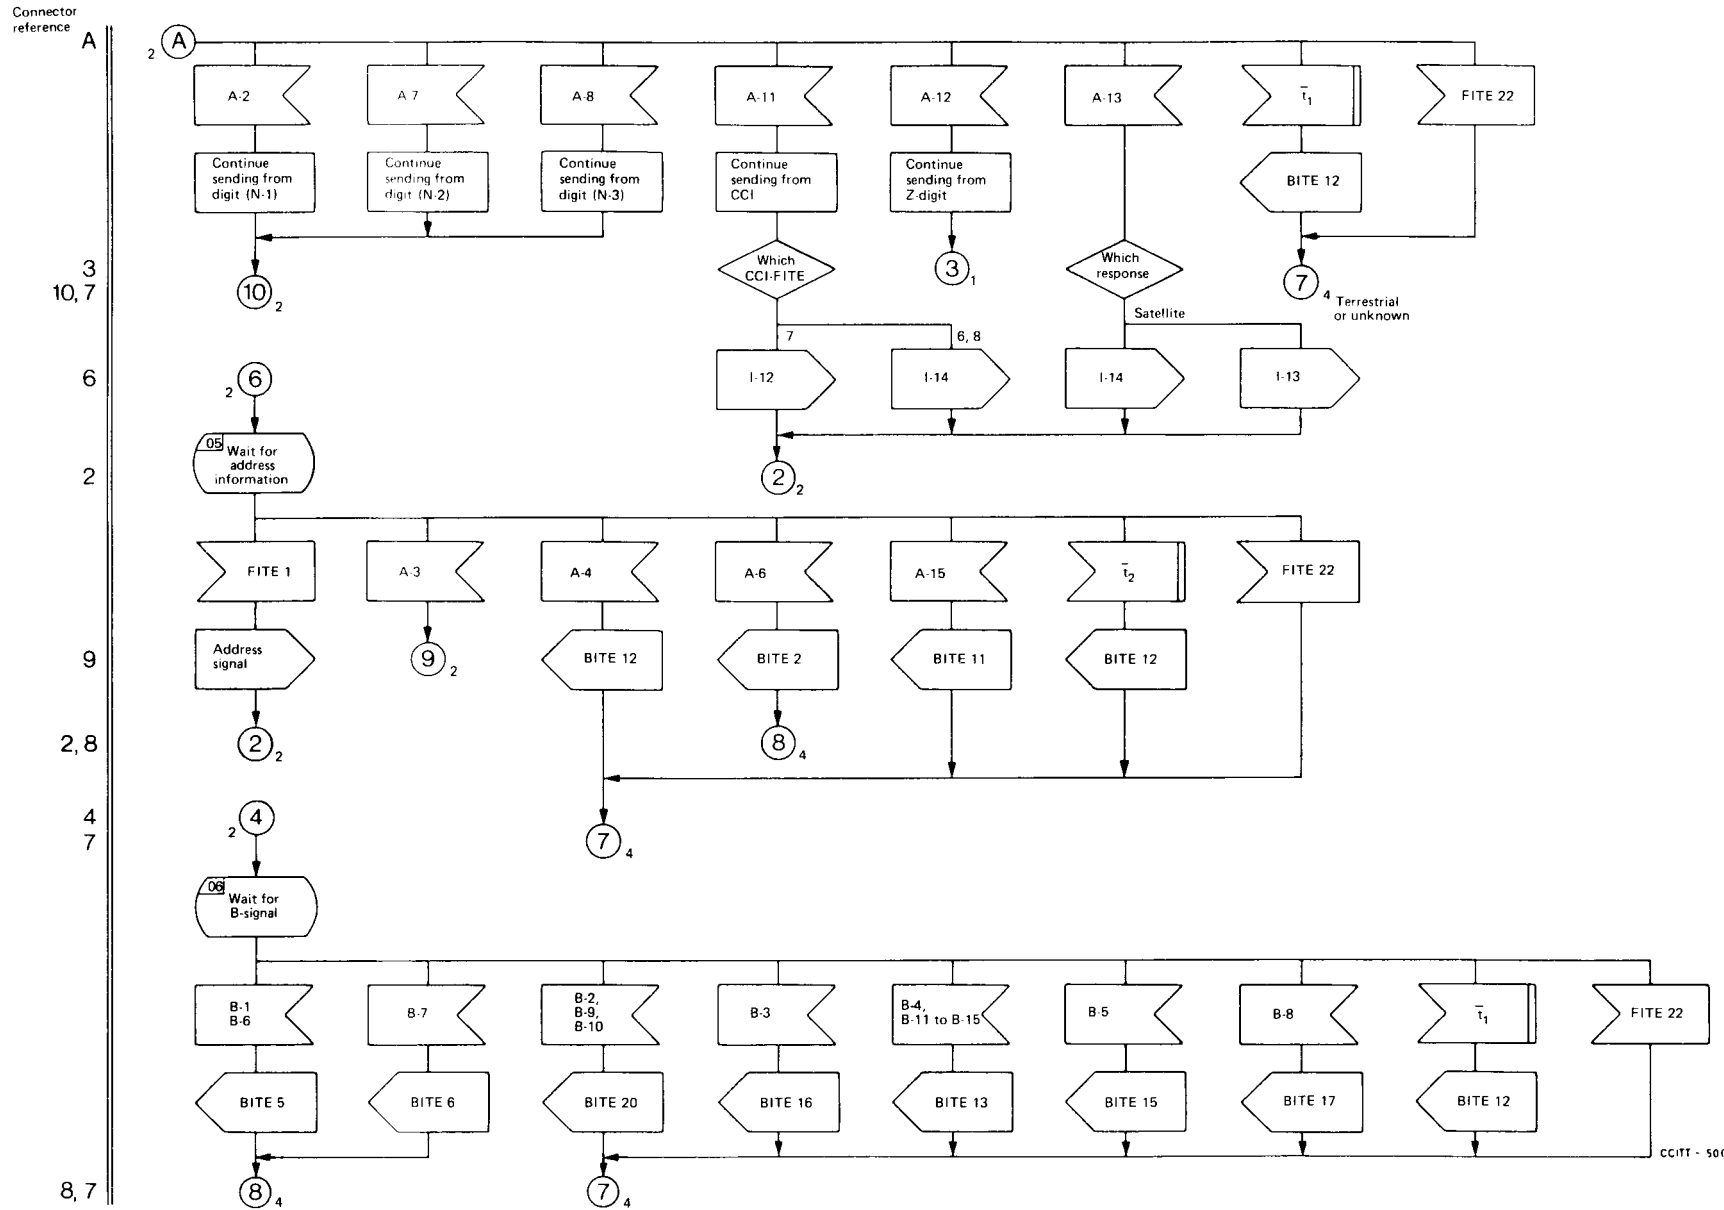 Connector
reference
A
2 A
A-2
A-7
A-8
A-11
A-12
A-13
t̅1
FITE 22
Continue
sending from
digit (N-1)
Continue
sending from
digit (N-2)
Continue
sending from
digit (N-3)
Continue
sending from
CCI
Continue
sending from
Z-digit
BITE 12
3
10, 7
10 2
Which
CCI-FITE
3 1
Which
response
7 4
Terrestrial
or unknown
Satellite
7
6, 8
6
2 6
I-12
I-14
I-14
I-13
05
Wait for
address
information
2
2 2
FITE 1
A-3
A-4
A-6
A-15
t̅2
FITE 22
9
Address
signal
9 2
BITE 12
BITE 2
BITE 11
BITE 12
2, 8
2 2
8 4
4
7
2 4
7 4
06
Wait for
B-signal
B-1
B-6
B-7
B-2,
B-9,
B-10
B-3
B-4,
B-11 to B-15
B-5
B-8
t̅1
FITE 22
BITE 5
BITE 6
BITE 20
BITE 16
BITE 13
BITE 15
BITE 17
BITE 12
CCITT - 500
8, 7
8 4
7 4